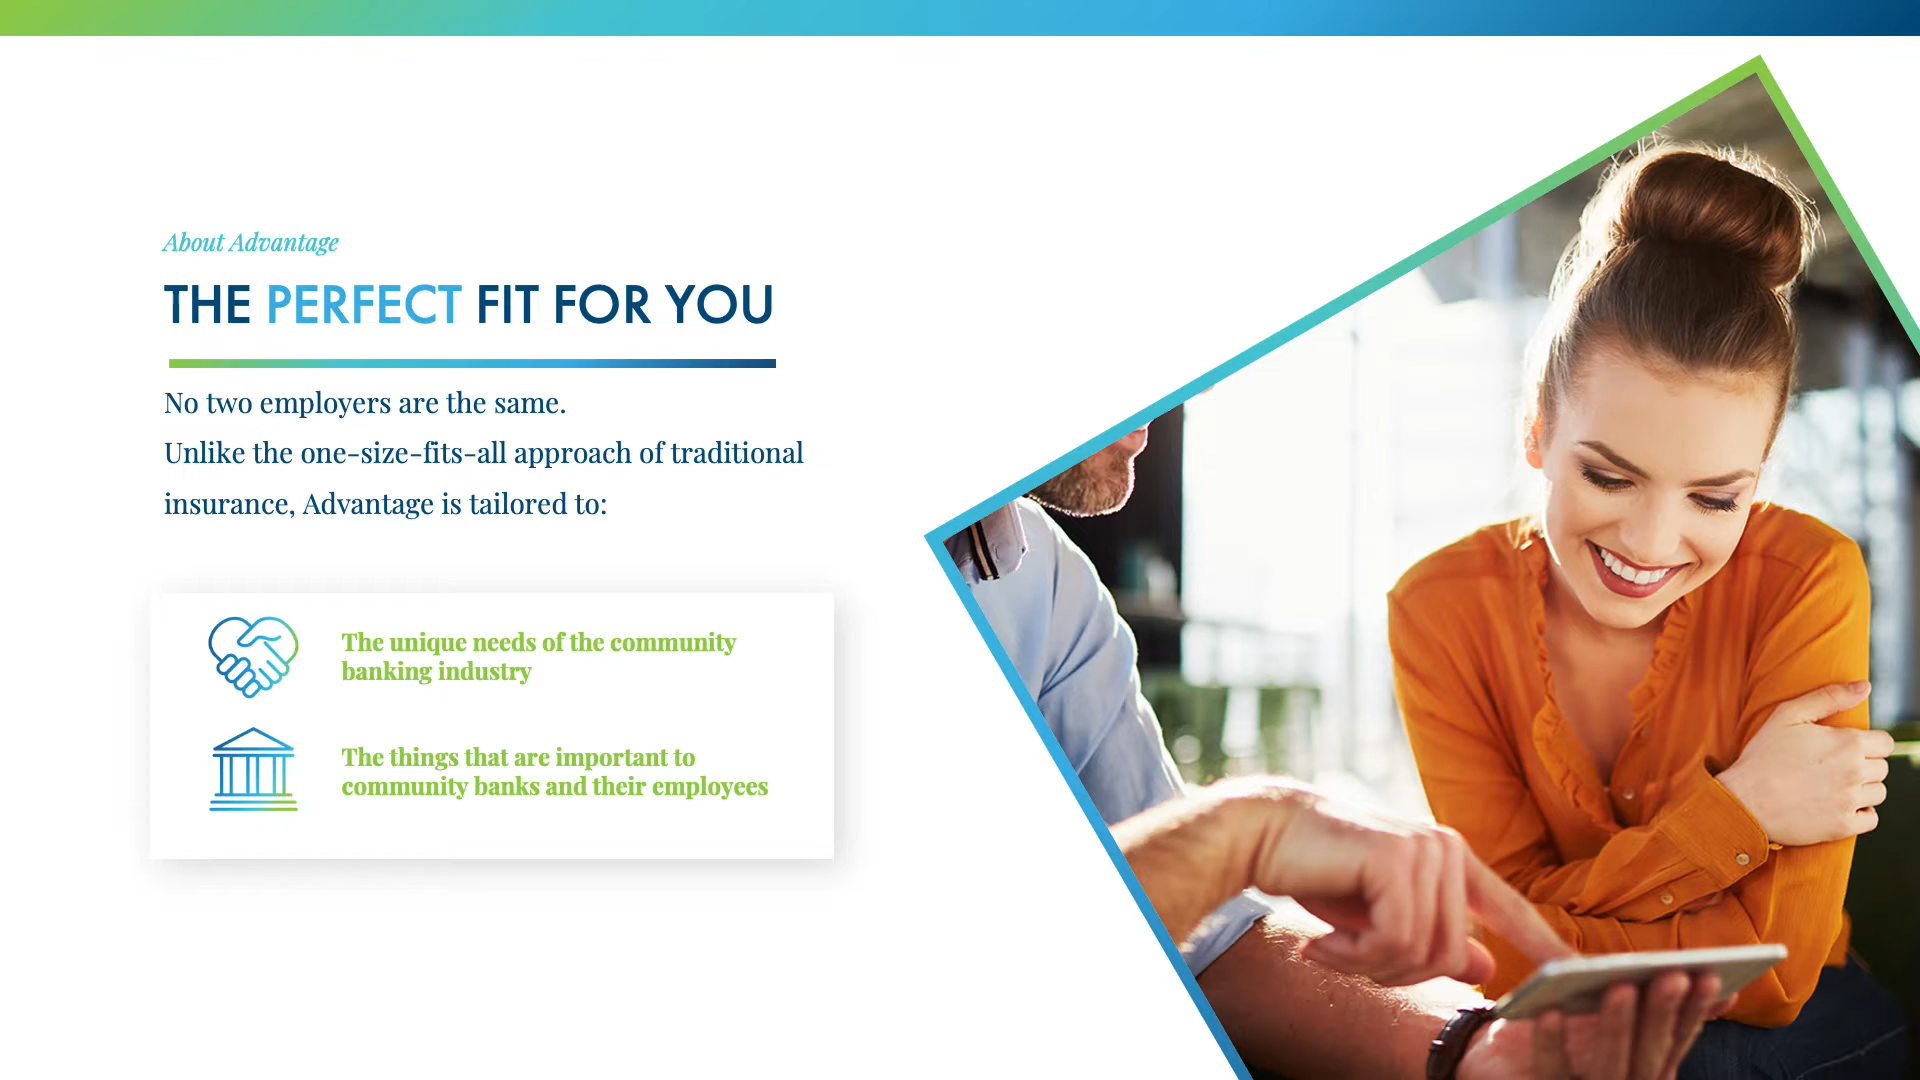 About Advantage
THE PERFECT FIT FOR YOU
No two employers are the same.
Unlike the one-size-fits-all approach of traditional
insurance, Advantage is tailored to:
The unique needs of the community
banking industry
The things that are important to
community banks and their employees